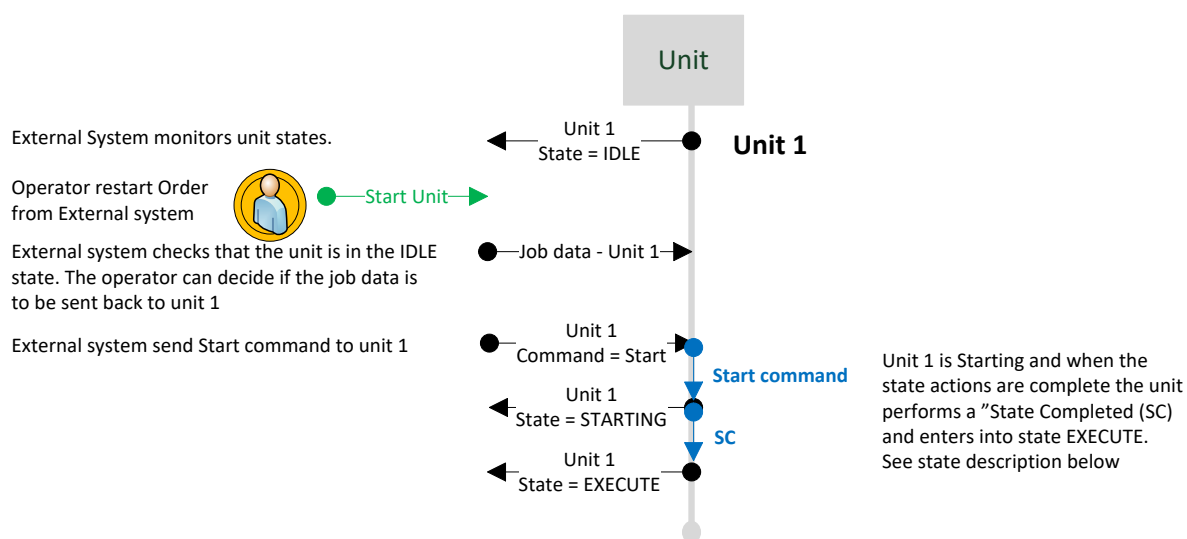 Unit
External System monitors unit states.
Unit 1
State = IDLE
Unit 1
Operator restart Order
from External system
Start Unit
External system checks that the unit is in the IDLE
state. The operator can decide if the job data is
to be sent back to unit 1
Job data - Unit 1
External system send Start command to unit 1
Unit 1
Command = Start
Start command
Unit 1
State = STARTING
SC
Unit 1
State = EXECUTE
Unit 1 is Starting and when the
state actions are complete the unit
performs a ”State Completed (SC)
and enters into state EXECUTE.
See state description below